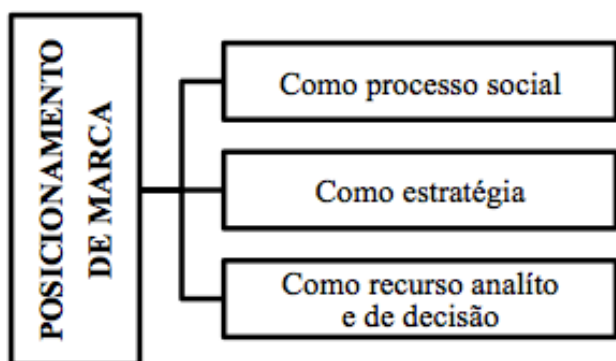 POSICIONAMENTO
DE MARCA
Como processo social
Como estratégia
Como recurso analíto
e de decisão